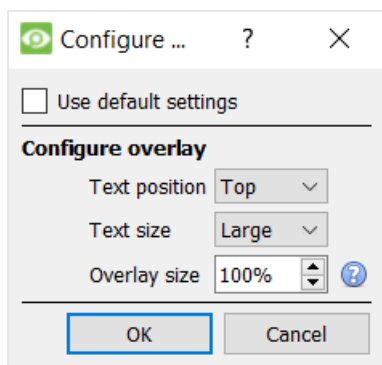 Configure ... ?
Use default settings
Configure overlay
Text position Top
Text size Large
Overlay size 100% ?
OK Cancel